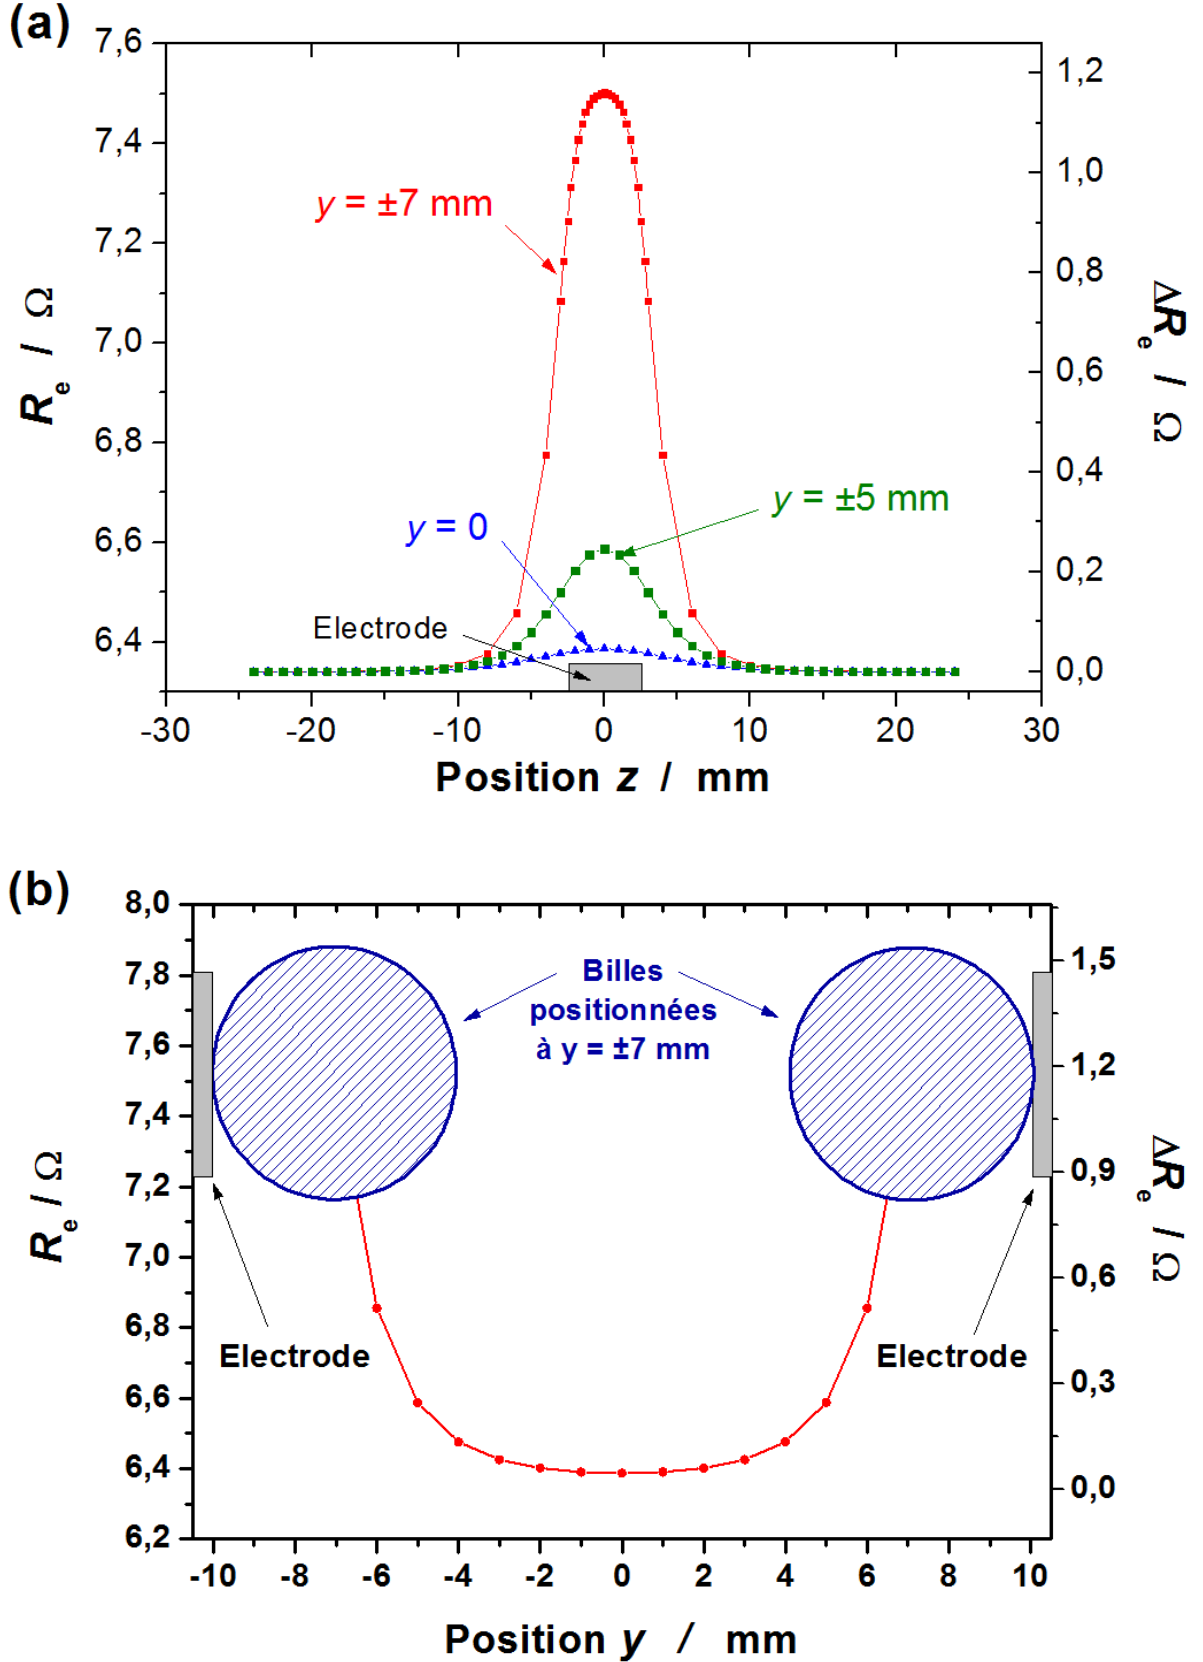 (a)
7,6
7,4
7,2
7,0
6,8
6,6
6,4
1,2
1,0
0,8
0,6
0,4
0,2
0,0
Re / Ω
ΔRe / Ω
y = ±7 mm
y = ±5 mm
y = 0
Electrode
-30 -20 -10 0 10 20 30
Position z / mm
(b)
8,0
7,8
7,6
7,4
7,2
7,0
6,8
6,6
6,4
6,2
1,5
1,2
0,9
0,6
0,3
0,0
Re / Ω
ΔRe / Ω
Billes
positionnées
à y = ±7 mm
Electrode Electrode
-10 -8 -6 -4 -2 0 2 4 6 8 10
Position y / mm